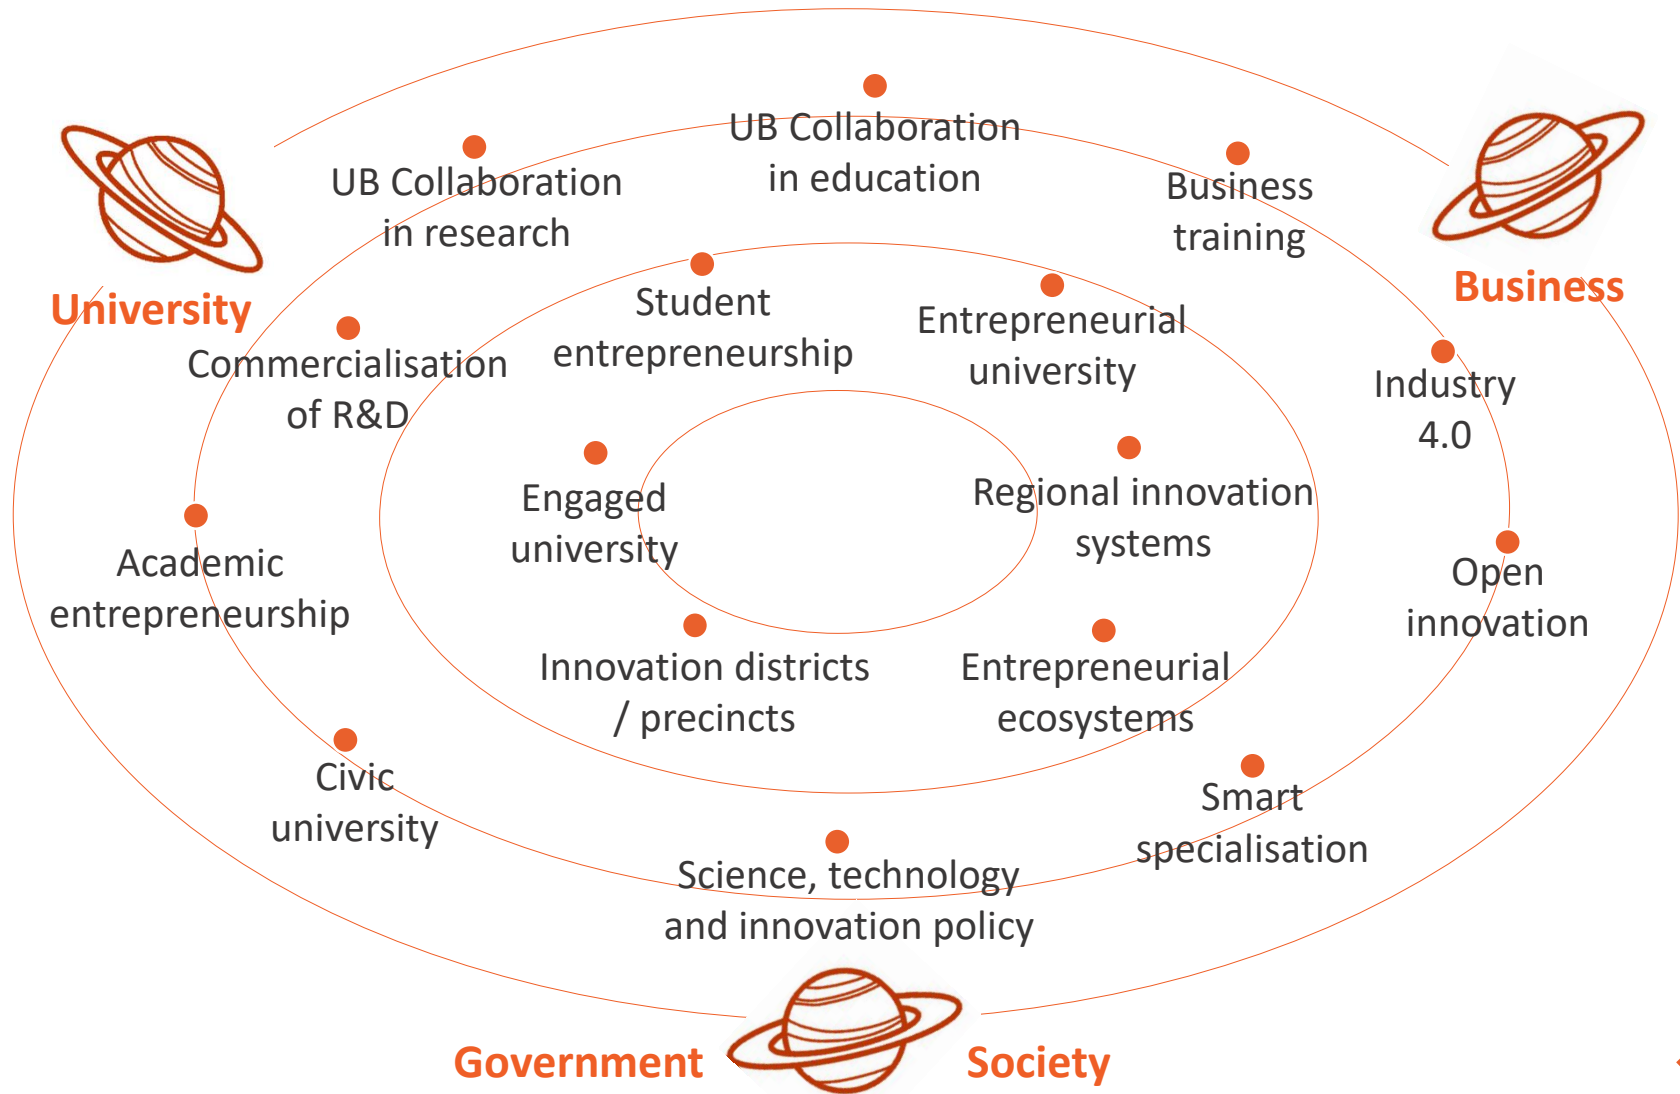 UB Collaboration
in education
UB Collaboration
in research
Business
training
University
Business
Student
entrepreneurship
Entrepreneurial
university
Commercialisation
of R&D
Industry
4.0
Engaged
university
Regional innovation
systems
Academic
entrepreneurship
Open
innovation
Innovation districts
/ precincts
Entrepreneurial
ecosystems
Civic
university
Smart
specialisation
Science, technology
and innovation policy
Government
Society